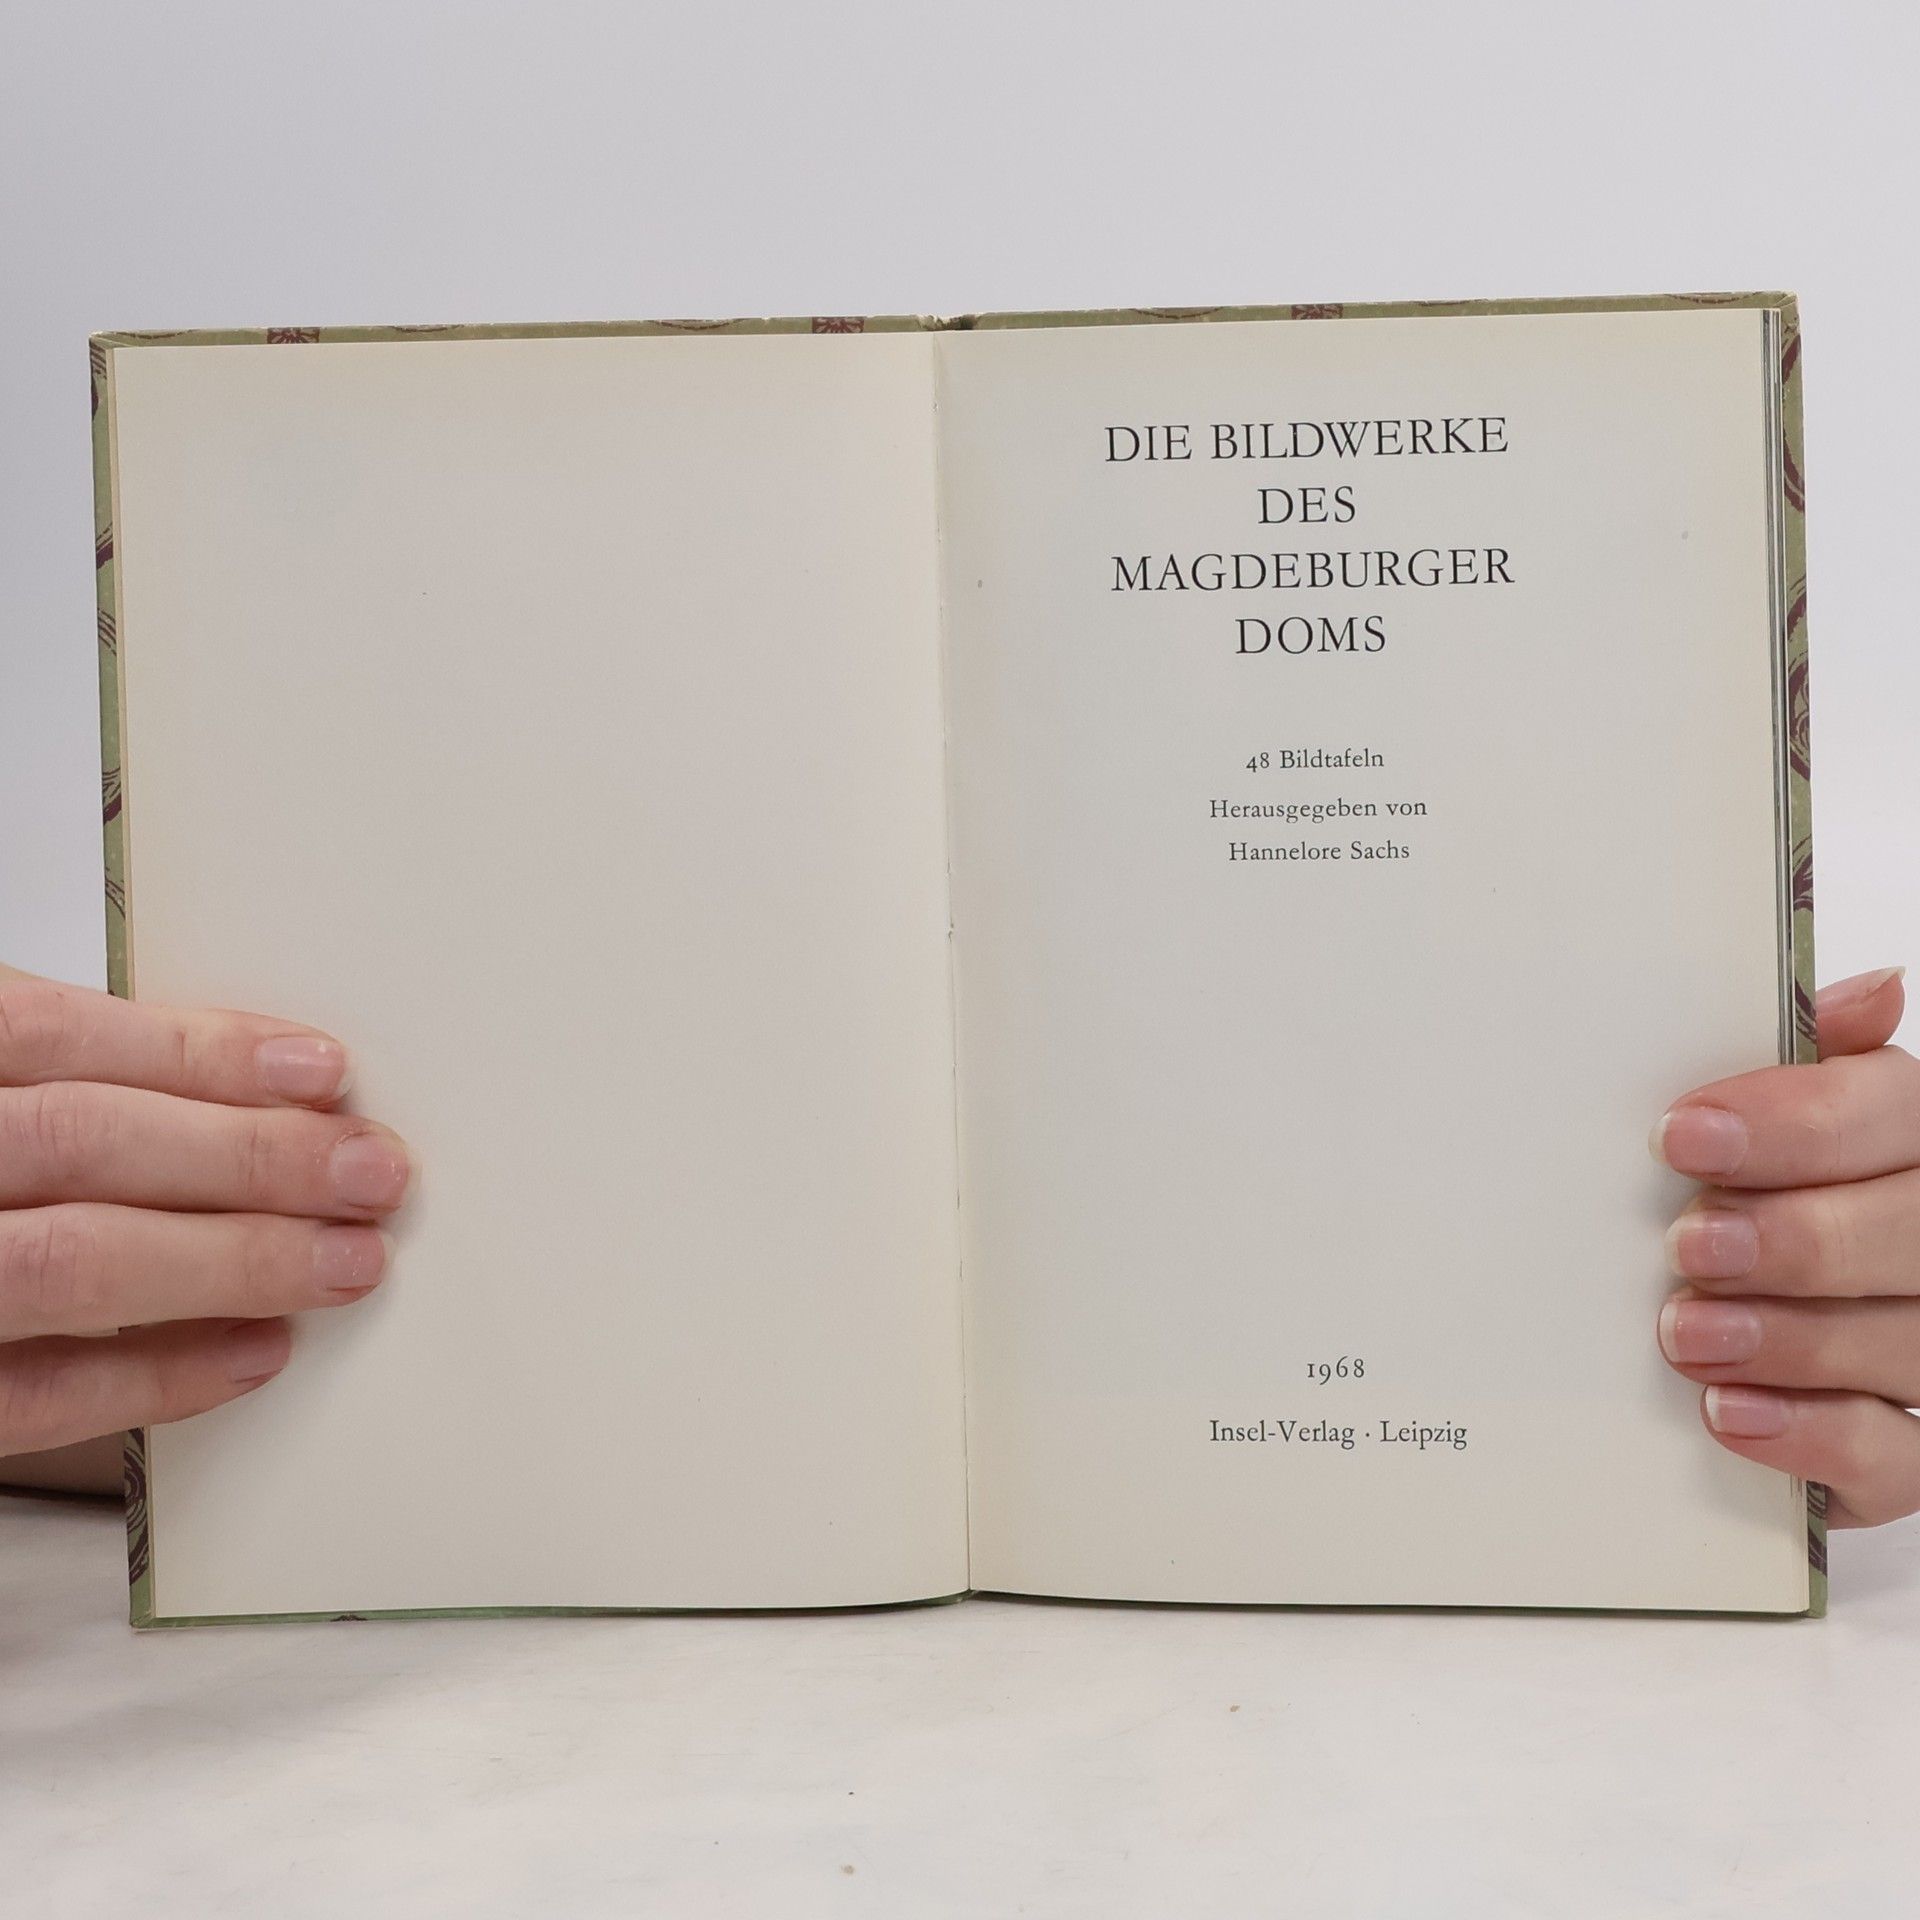 DIE BILDWERKE
DES
MAGDEBURGER
DOMS
48 Bildtafeln
Herausgegeben von
Hannelore Sachs
1968
Insel-Verlag · Leipzig